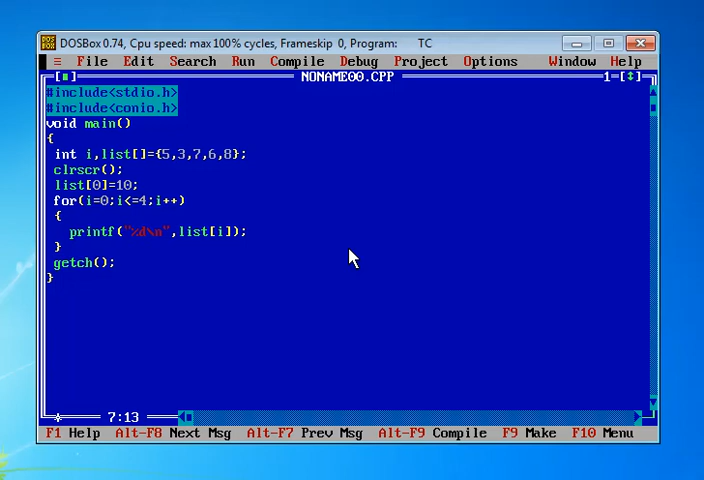 DOSBox 0.74, Cpu speed: max 100% cycles, Frameskip 0, Program: TC
≡ File Edit Search Run Compile Debug Project Options Window Help
[■] NONAME00.CPP 1=[↕]
#include<stdio.h>
#include<conio.h>
void main()
{
int i,list[]={5,3,7,6,8};
clrscr();
list[0]=10;
for(i=0;i<=4;i++)
{
printf("%d\n",list[i]);
}
getch();
}
7:13
F1 Help Alt-F8 Next Msg Alt-F7 Prev Msg Alt-F9 Compile F9 Make F10 Menu